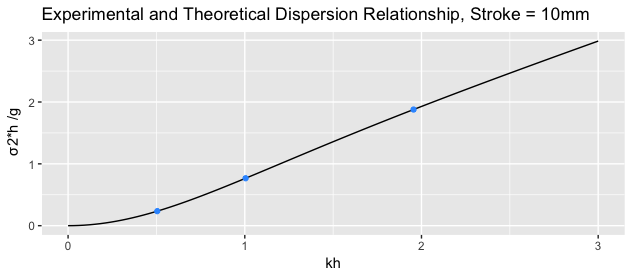 Experimental and Theoretical Dispersion Relationship, Stroke = 10mm
3
2
1
0
σ2*h /g
0 1 2 3
kh